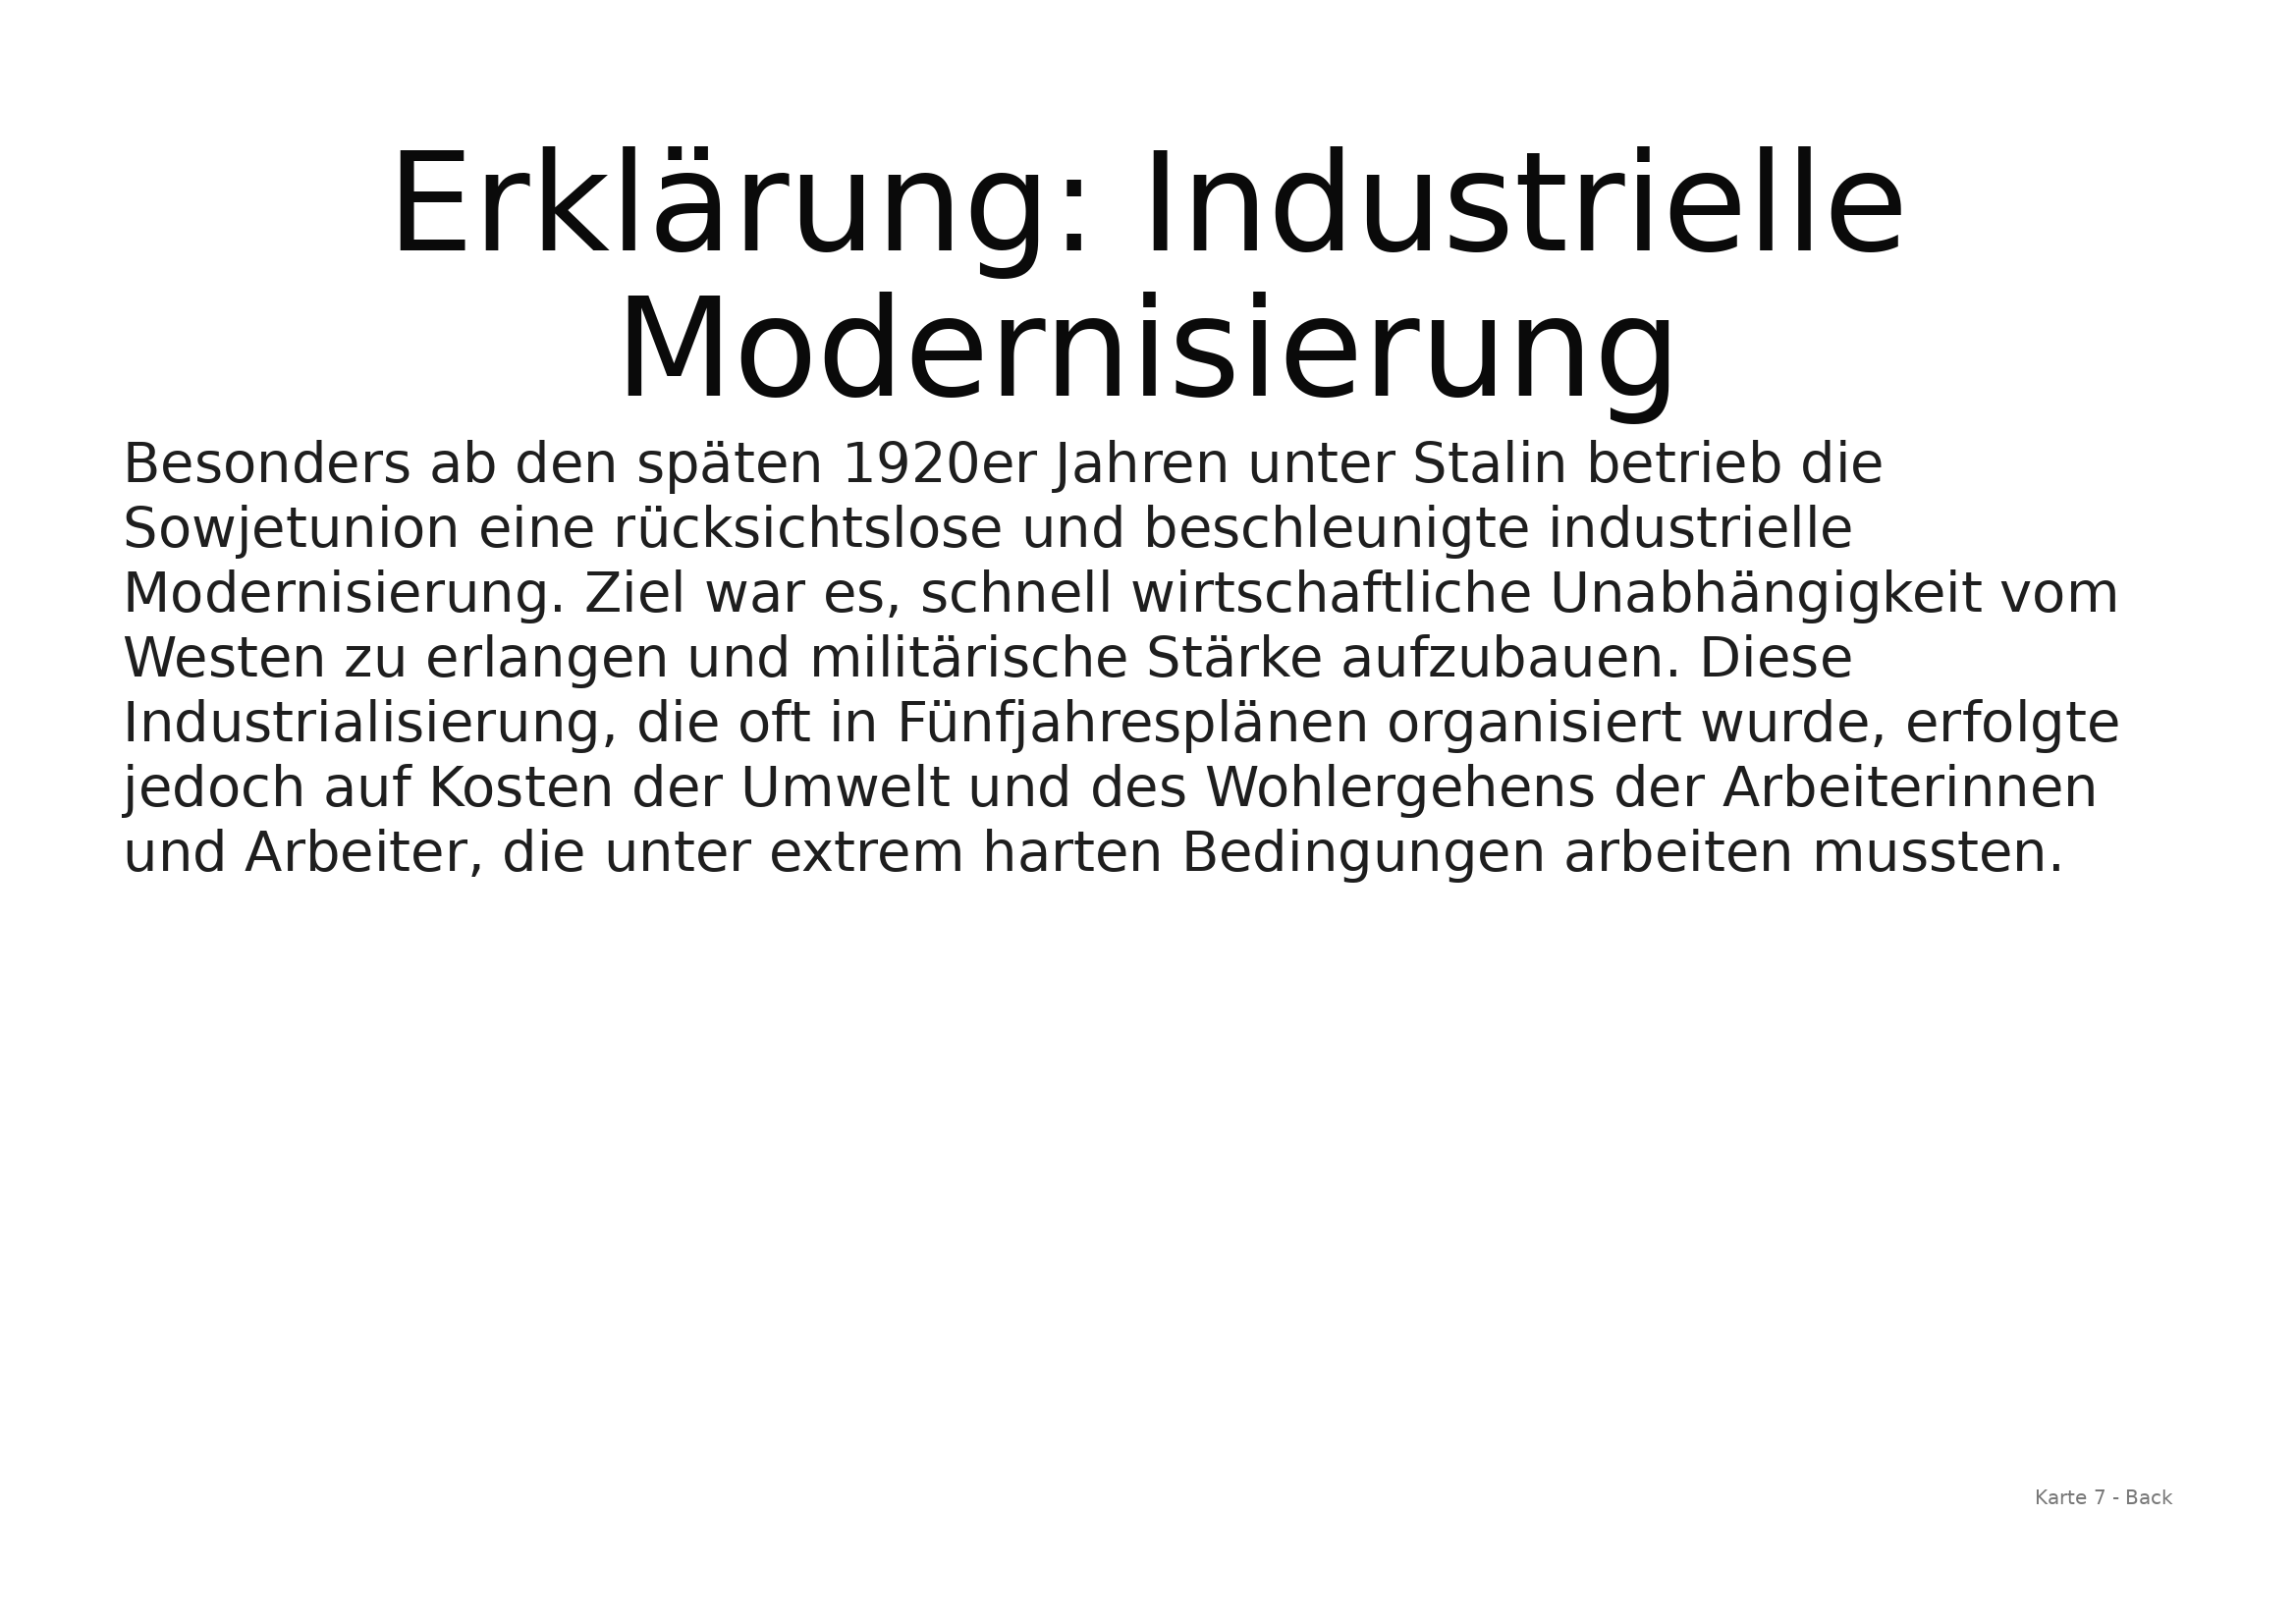 Erklärung: Industrielle
Modernisierung
Besonders ab den späten 1920er Jahren unter Stalin betrieb die
Sowjetunion eine rücksichtslose und beschleunigte industrielle
Modernisierung. Ziel war es, schnell wirtschaftliche Unabhängigkeit vom
Westen zu erlangen und militärische Stärke aufzubauen. Diese
Industrialisierung, die oft in Fünfjahresplänen organisiert wurde, erfolgte
jedoch auf Kosten der Umwelt und des Wohlergehens der Arbeiterinnen
und Arbeiter, die unter extrem harten Bedingungen arbeiten mussten.
Karte 7 - Back